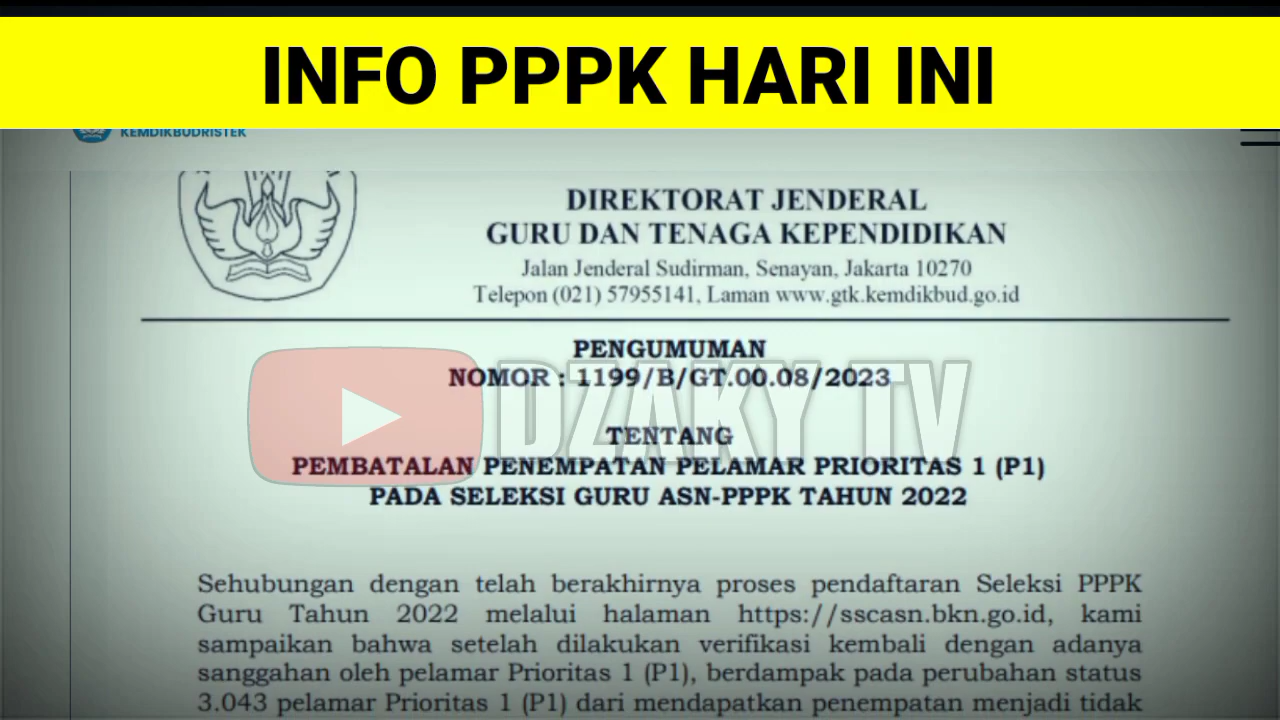 INFO PPPK HARI INI
KEMDIKBUDRISTEK
DIREKTORAT JENDERAL
GURU DAN TENAGA KEPENDIDIKAN
Jalan Jenderal Sudirman, Senayan, Jakarta 10270
Telepon (021) 57955141, Laman www.gtk.kemdikbud.go.id
PENGUMUMAN
NOMOR : 1199/B/GT.00.08/2023
DZAKY TV
TENTANG
PEMBATALAN PENEMPATAN PELAMAR PRIORITAS 1 (P1)
PADA SELEKSI GURU ASN-PPPK TAHUN 2022
Sehubungan dengan telah berakhirnya proses pendaftaran Seleksi PPPK
Guru Tahun 2022 melalui halaman https://sscasn.bkn.go.id, kami
sampaikan bahwa setelah dilakukan verifikasi kembali dengan adanya
sanggahan oleh pelamar Prioritas 1 (P1), berdampak pada perubahan status
3.043 pelamar Prioritas 1 (P1) dari mendapatkan penempatan menjadi tidak